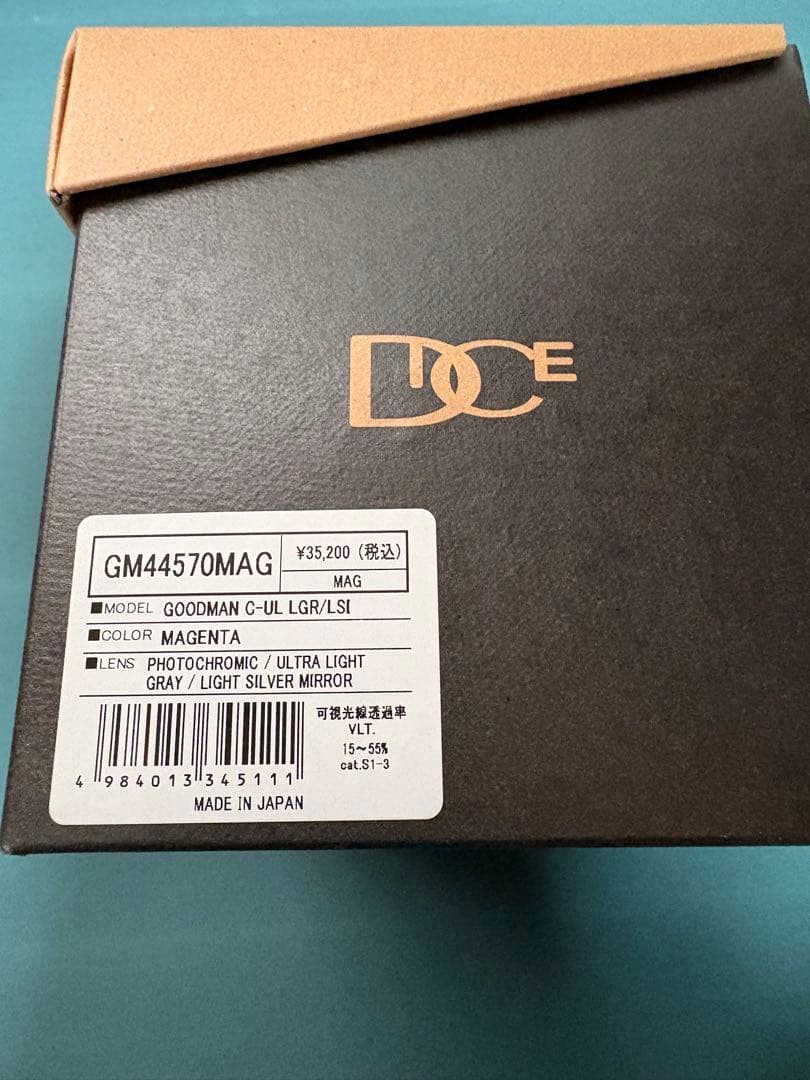 DICE
GM44570MAG
¥35,200 (税込)
MAG
■MODEL GOODMAN C-UL LGR/LSI
■COLOR MAGENTA
■LENS PHOTOCHROMIC / ULTRA LIGHT
GRAY / LIGHT SILVER MIRROR
可視光線透過率
VLT.
15~55%
cat.S1-3
4 984013 345111
MADE IN JAPAN